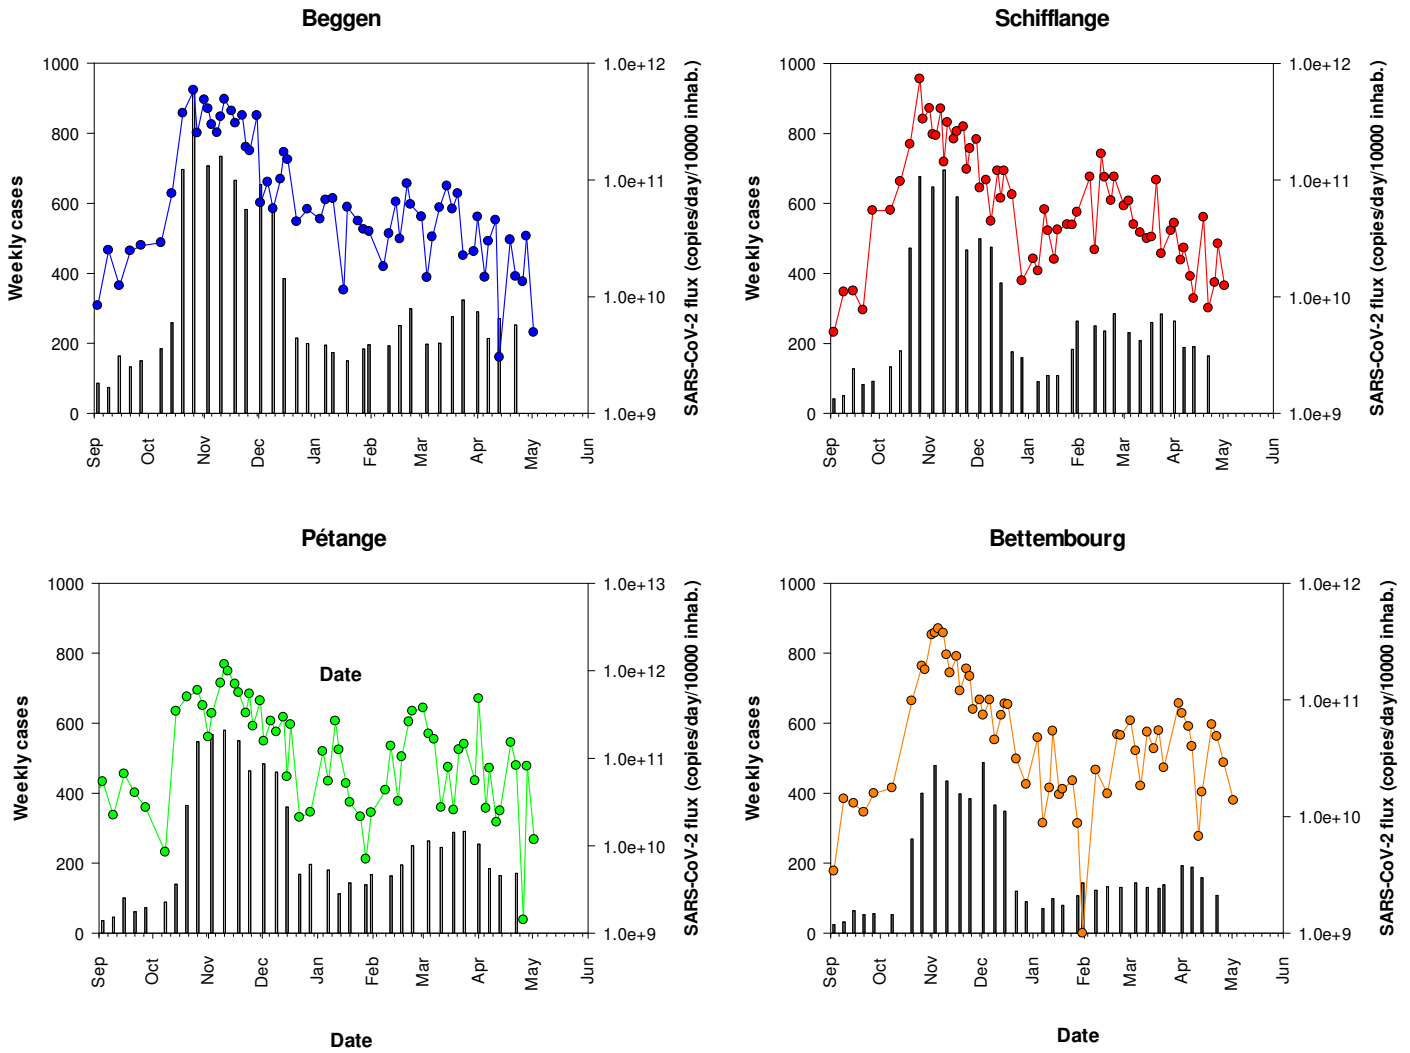 Beggen
Weekly cases
1000
800
600
400
200
0
1.0e+12
1.0e+11
1.0e+10
1.0e+9
SARS-CoV-2 flux (copies/day/10000 inhab.)
Sep Oct Nov Dec Jan Feb Mar Apr May Jun
Schifflange
Weekly cases
1000
800
600
400
200
0
1.0e+12
1.0e+11
1.0e+10
1.0e+9
SARS-CoV-2 flux (copies/day/10000 inhab.)
Sep Oct Nov Dec Jan Feb Mar Apr May Jun
Pétange
Weekly cases
1000
800
600
400
200
0
Date
1.0e+13
1.0e+12
1.0e+11
1.0e+10
1.0e+9
SARS-CoV-2 flux (copies/day/10000 inhab.)
Sep Oct Nov Dec Jan Feb Mar Apr May Jun
Date
Bettembourg
Weekly cases
1000
800
600
400
200
0
1.0e+12
1.0e+11
1.0e+10
1.0e+9
SARS-CoV-2 flux (copies/day/10000 inhab.)
Sep Oct Nov Dec Jan Feb Mar Apr May Jun
Date